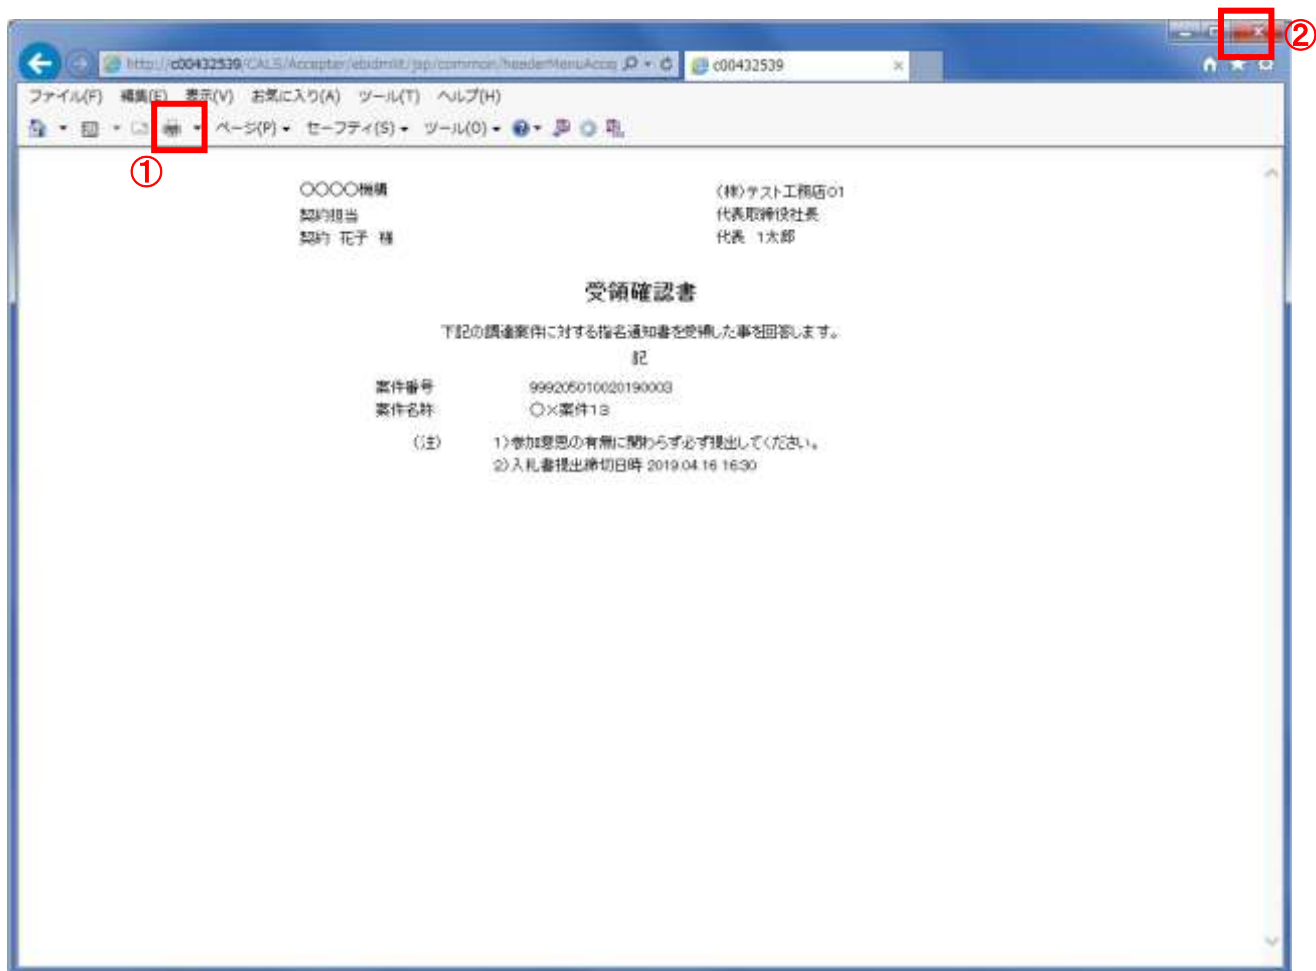 ②
http://c00432539/CALS/Accepter/ebidmlit/jsp/common/headerMenuAccep
c00432539
ファイル(F) 編集(E) 表示(V) お気に入り(A) ツール(T) ヘルプ(H)
ページ(P) セーフティ(S) ツール(O)
①
〇〇〇〇機構
(株)テスト工務店01
契約担当
代表取締役社長
契約 花子 様
代表 1太郎
受領確認書
下記の調達案件に対する指名通知書を受領した事を回答します。
記
案件番号 999205010020190003
案件名称 〇×案件13
(注) 1)参加意思の有無に関わらず必ず提出してください。
2)入札書提出締切日時 2019.04.16 16:30